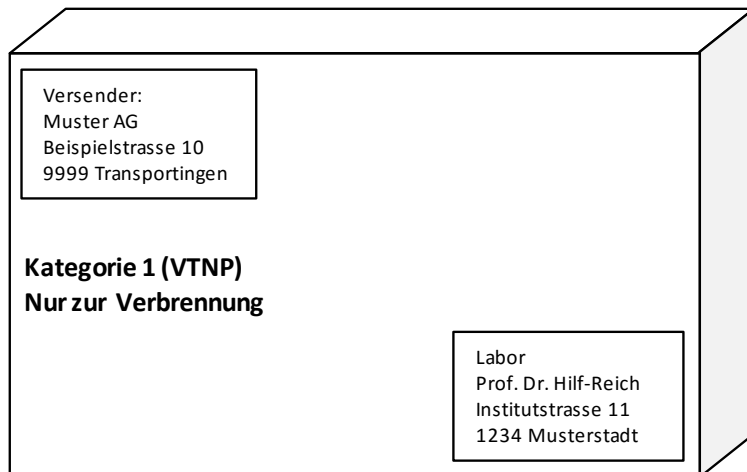 Versender:
Muster AG
Beispielstrasse 10
9999 Transportingen
Kategorie 1 (VTNP)
Nur zur Verbrennung
Labor
Prof. Dr. Hilf-Reich
Institutstrasse 11
1234 Musterstadt